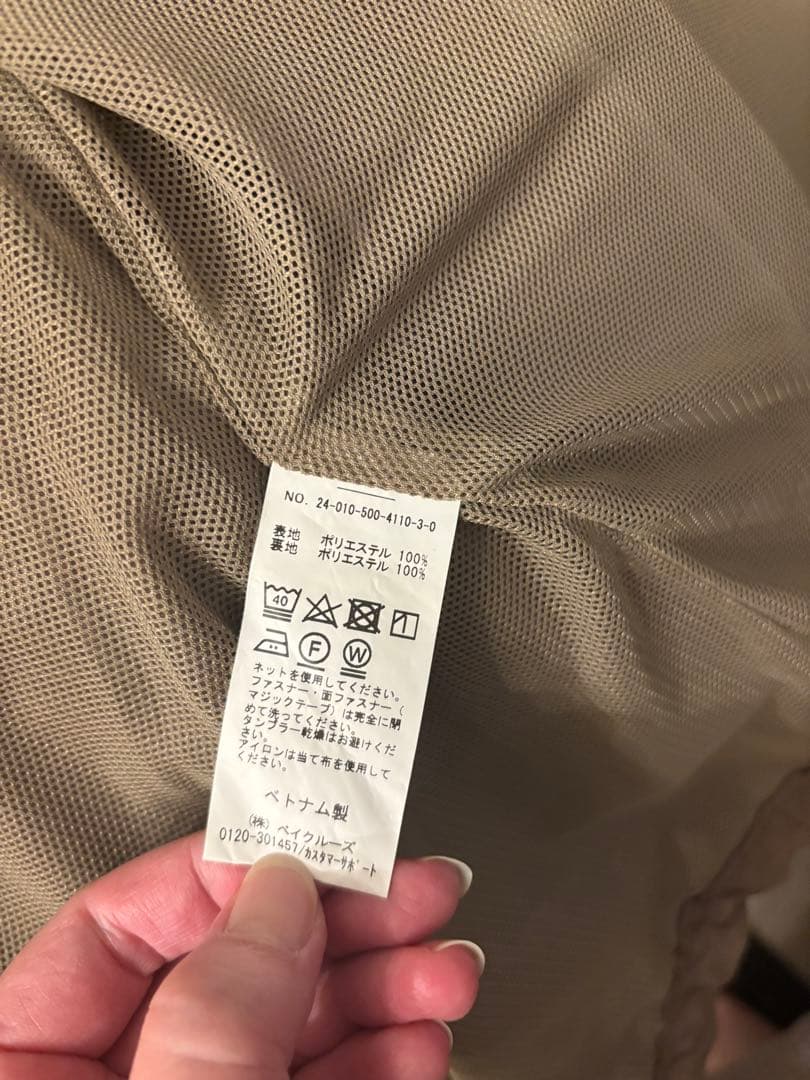 NO. 24-010-500-4110-3-0
表地 ポリエステル 100%
裏地 ポリエステル 100%
40
F W
ネットを使用してください。
ファスナー・面ファスナー(
マジックテープ)は完全に閉
めて洗ってください。
タンブラー乾燥はお避けくだ
さい。
アイロンは当て布を使用して
ください。
ベトナム製
(株) ベイクルーズ
0120-301457/カスタマーサポート